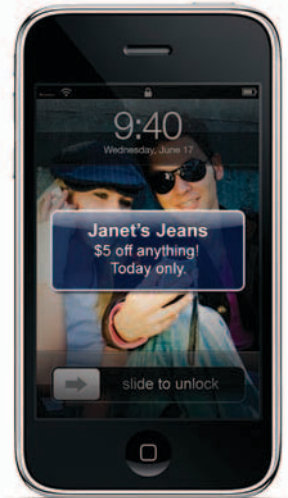 9:40
Wednesday, June 17
Janet's Jeans
$5 off anything!
Today only.
slide to unlock